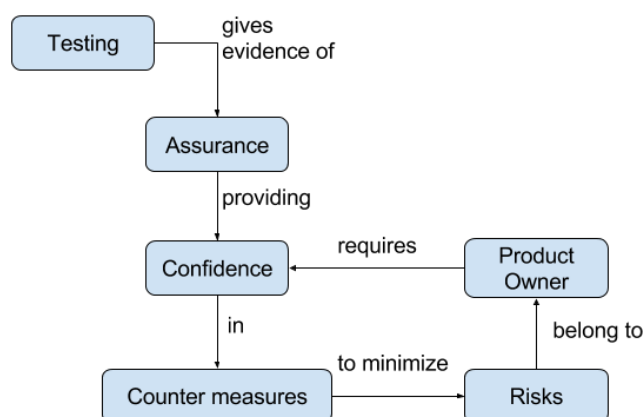 Testing
gives
evidence of
Assurance
providing
Confidence
requires
Product
Owner
in
belong to
to minimize
Counter measures
Risks